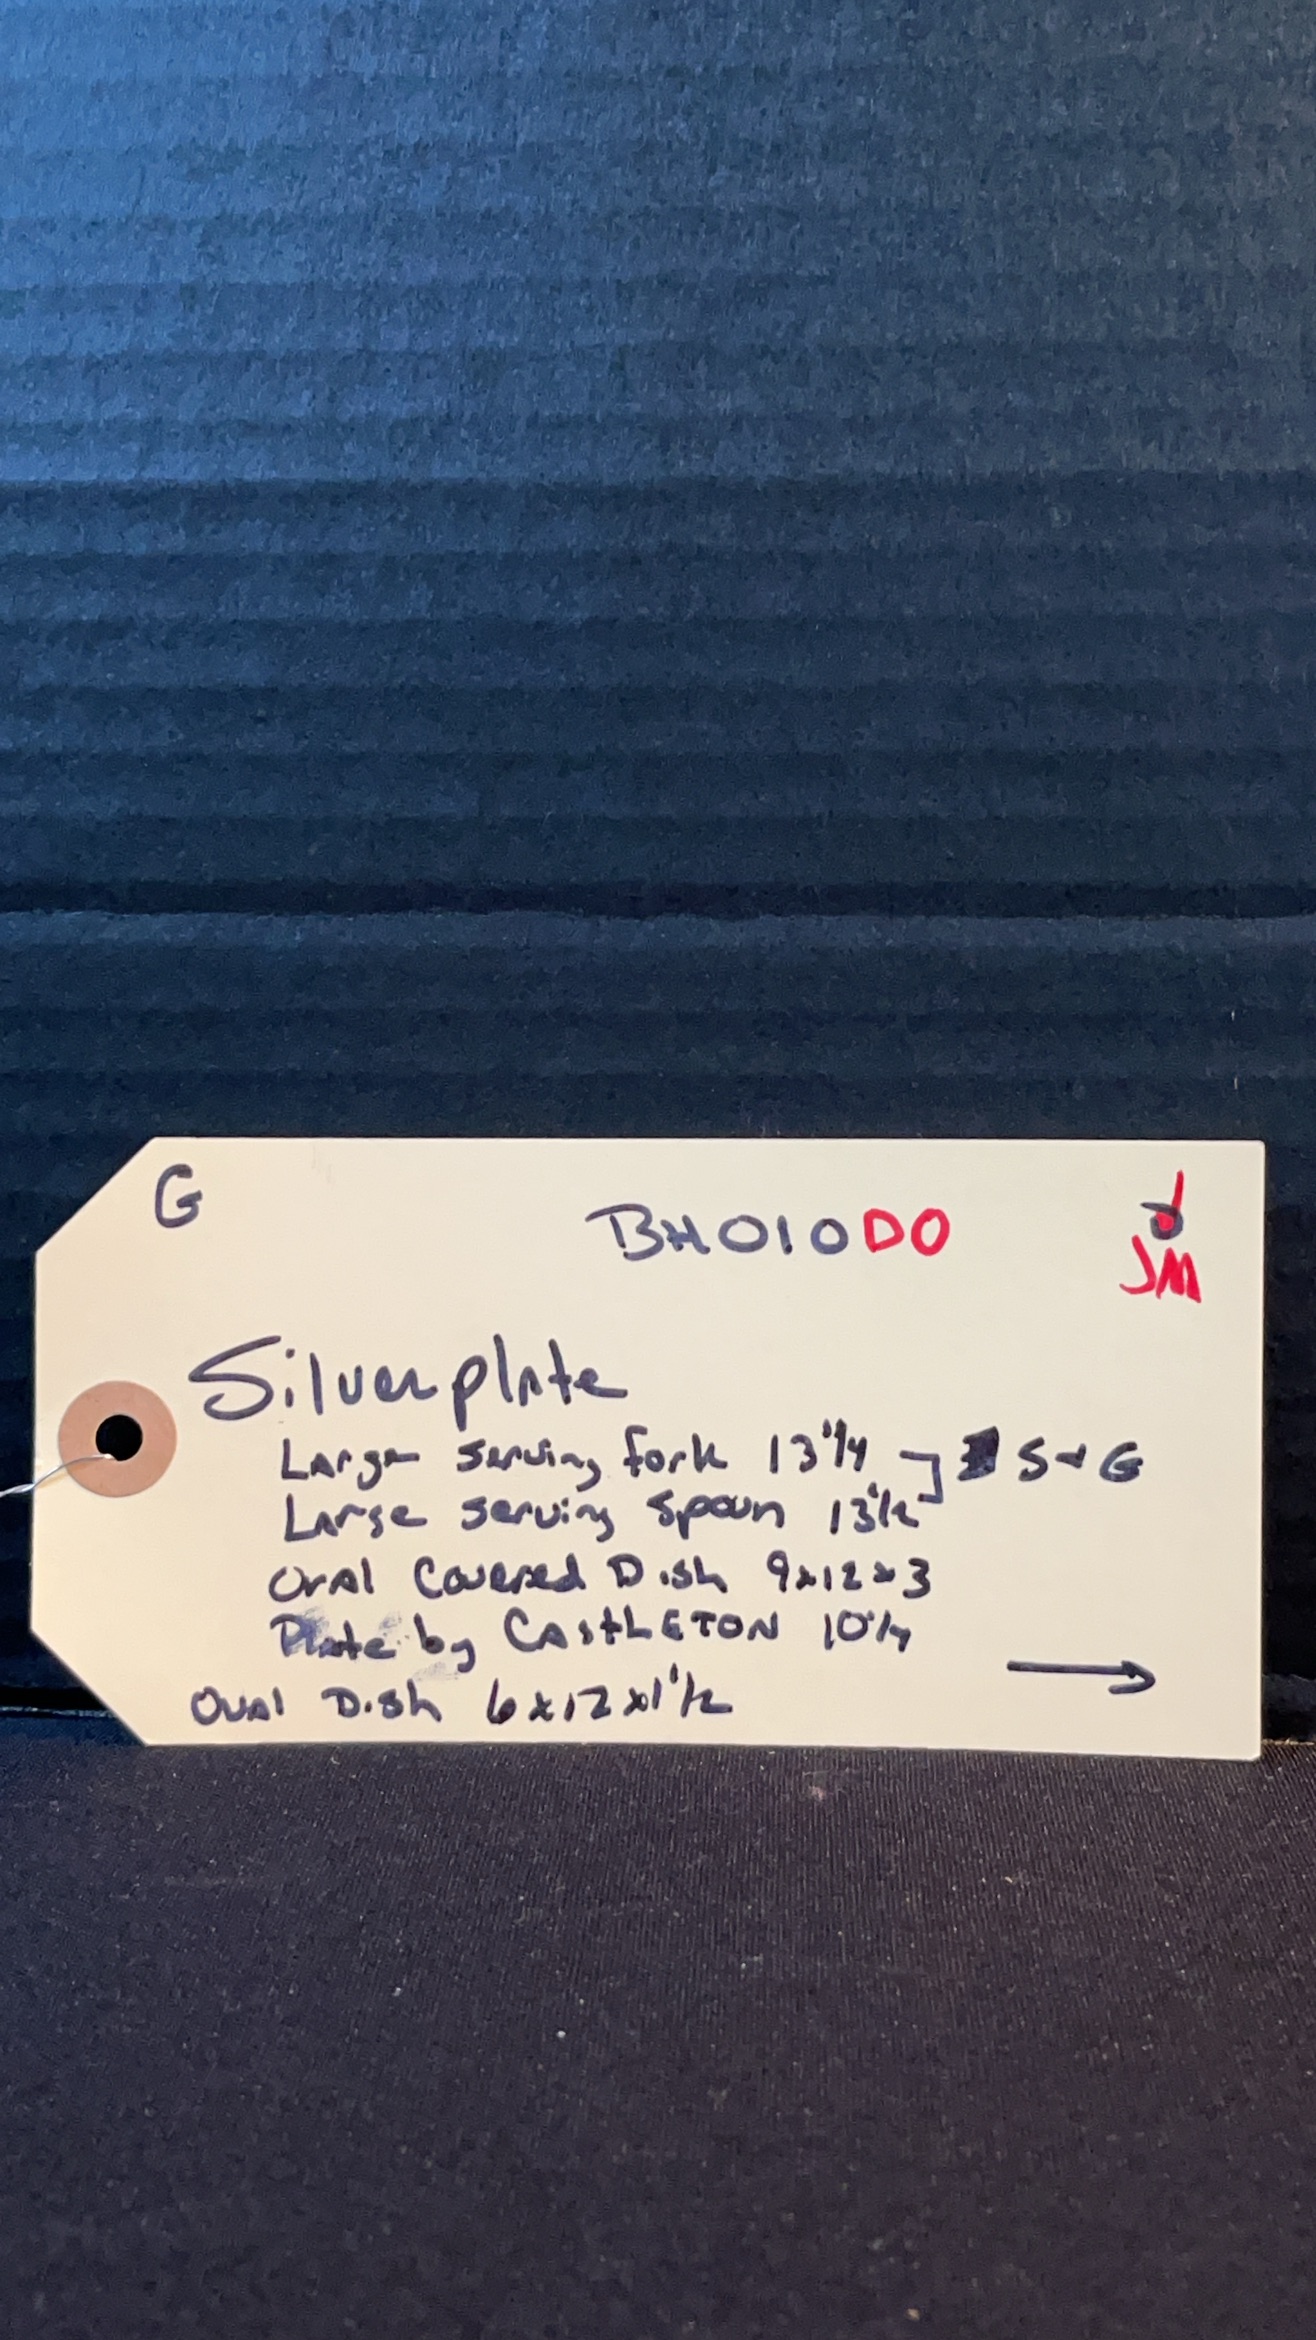 G BH010DO J
JM
Silverplate
Large serving fork 13 1/4 ] S+G
Large serving spoon 13 1/2
Oval Covered Dish 9x12x3
Plate by CAStLETON 10 1/4
Oval Dish 6x12x1 1/2
→